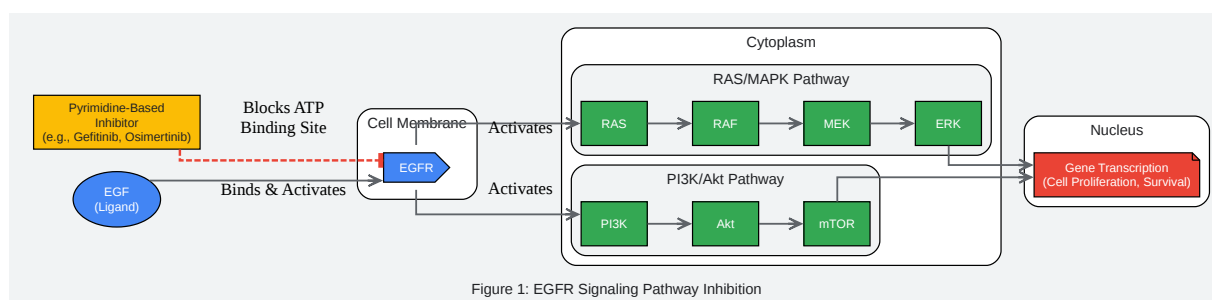 Cytoplasm
RAS/MAPK Pathway
Pyrimidine-Based
Inhibitor
(e.g., Gefitinib, Osimertinib)
Blocks ATP
Binding Site
Cell Membrane
Activates
RAS
RAF
MEK
ERK
Nucleus
EGFR
Gene Transcription
(Cell Proliferation, Survival)
EGF
(Ligand)
Binds & Activates
Activates
PI3K/Akt Pathway
PI3K
Akt
mTOR
Figure 1: EGFR Signaling Pathway Inhibition